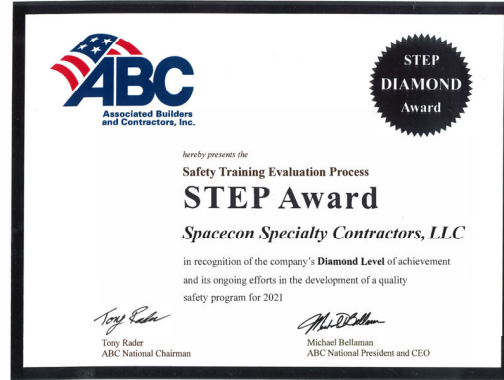 ABC
Associated Builders
and Contractors, Inc.
STEP
DIAMOND
Award
hereby presents the
Safety Training Evaluation Process
STEP Award
Spacecon Specialty Contractors, LLC
in recognition of the company's Diamond Level of achievement
and its ongoing efforts in the development of a quality
safety program for 2021
Tony Rader
Tony Rader
ABC National Chairman
Michael Bellaman
ABC National President and CEO